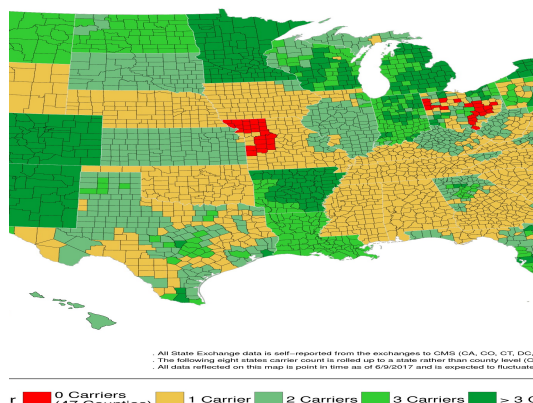 . All State Exchange data is self-reported from the exchanges to CMS (CA, CO, CT, DC,
. The following eight states carrier count is rolled up to a state rather than county level (C
. All data reflected on this map is point in time as of 6/9/2017 and is expected to fluctuate
r 0 Carriers 1 Carrier 2 Carriers 3 Carriers > 3 C
(47 Counties)